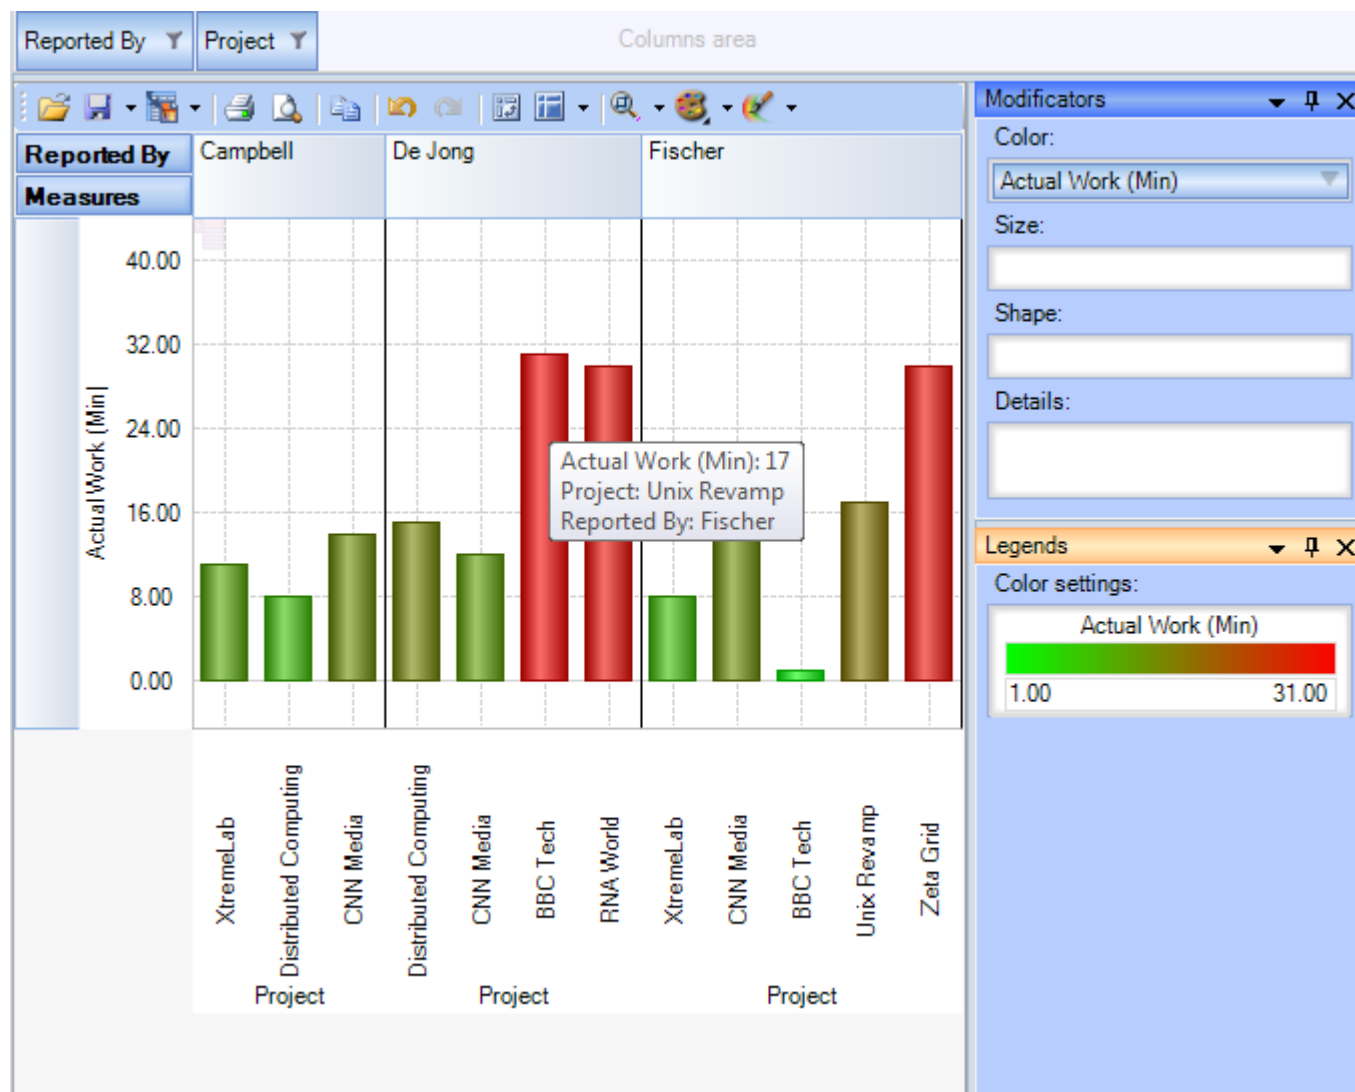 Reported By
Project
Columns area
Modificators
Color:
Actual Work (Min)
Size:
Shape:
Details:
Reported By
Measures
Campbell
De Jong
Fischer
40.00
32.00
24.00
16.00
8.00
0.00
Actual Work (Min)
Actual Work (Min): 17
Project: Unix Revamp
Reported By: Fischer
XtremeLab
Distributed Computing
CNN Media
Distributed Computing
CNN Media
BBC Tech
RNA World
XtremeLab
CNN Media
BBC Tech
Unix Revamp
Zeta Grid
Project
Project
Project
Legends
Color settings:
Actual Work (Min)
1.00 31.00